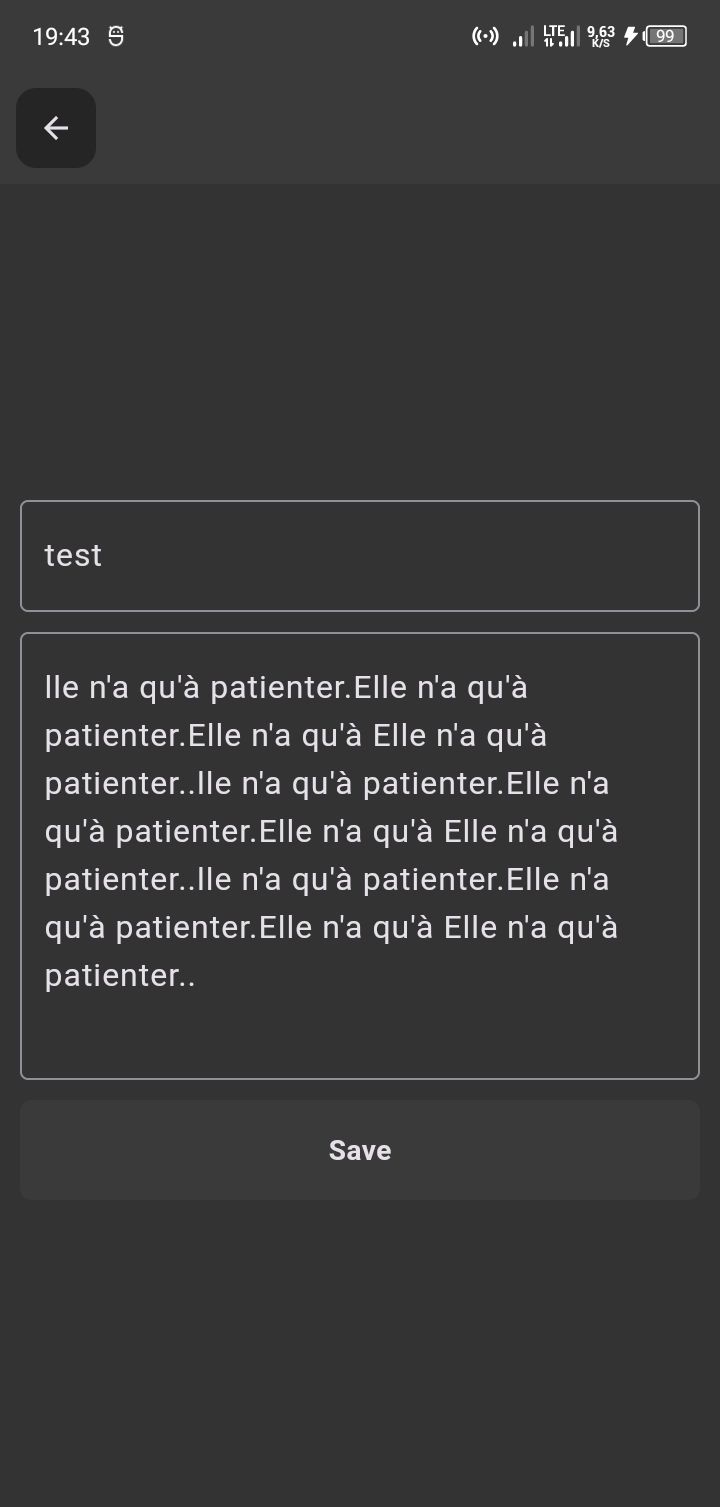 19:43
LTE 9,63 K/S 99
test
lle n'a qu'à patienter.Elle n'a qu'à
patienter.Elle n'a qu'à Elle n'a qu'à
patienter..lle n'a qu'à patienter.Elle n'a
qu'à patienter.Elle n'a qu'à Elle n'a qu'à
patienter..lle n'a qu'à patienter.Elle n'a
qu'à patienter.Elle n'a qu'à Elle n'a qu'à
patienter..
Save